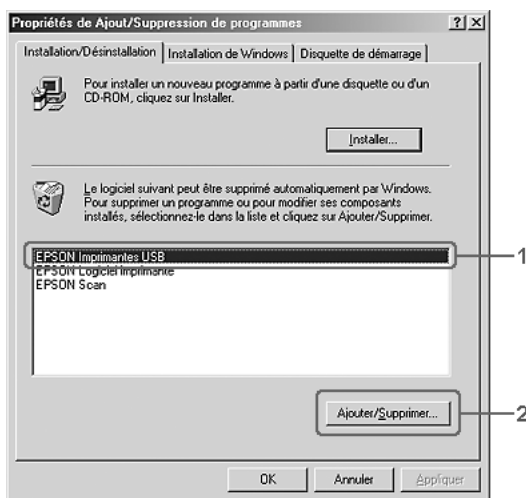 Propriétés de Ajout/Suppression de programmes
Installation/Désinstallation Installation de Windows Disquette de démarrage
Pour installer un nouveau programme à partir d'une disquette ou d'un
CD-ROM, cliquez sur Installer.
Installer...
Le logiciel suivant peut être supprimé automatiquement par Windows.
Pour supprimer un programme ou pour modifier ses composants
installés, sélectionnez-le dans la liste et cliquez sur Ajouter/Supprimer.
EPSON Imprimantes USB
1
EPSON Logiciel imprimante
EPSON Scan
Ajouter/Supprimer...
2
OK Annuler Appliquer